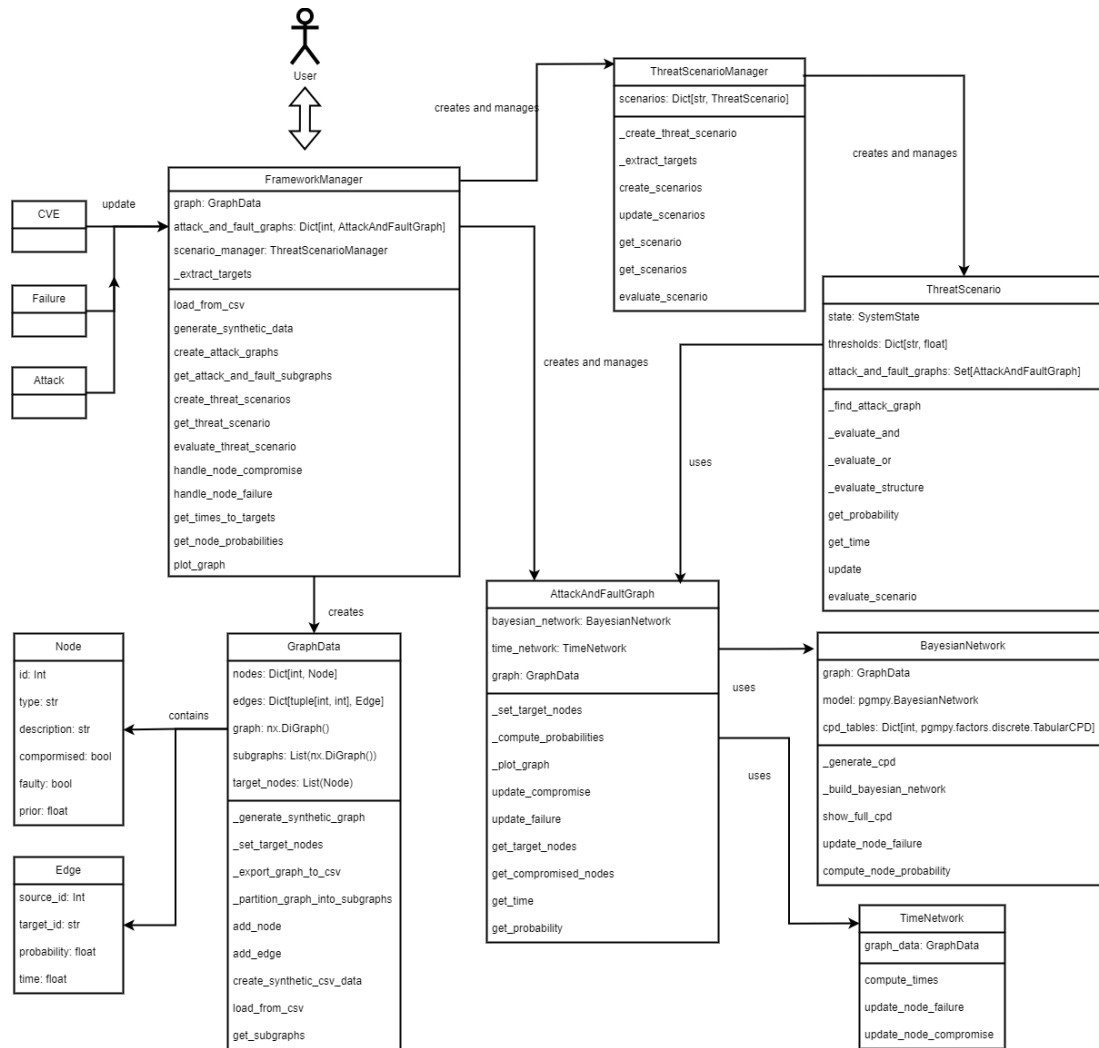 User
creates and manages
ThreatScenarioManager
scenarios: Dict[str, ThreatScenario]
_create_threat_scenario
_extract_targets
create_scenarios
update_scenarios
get_scenario
get_scenarios
evaluate_scenario
creates and manages
CVE
Failure
Attack
update
FrameworkManager
graph: GraphData
attack_and_fault_graphs: Dict[int, AttackAndFaultGraph]
scenario_manager: ThreatScenarioManager
_extract_targets
load_from_csv
generate_synthetic_data
create_attack_graphs
get_attack_and_fault_subgraphs
create_threat_scenarios
get_threat_scenario
evaluate_threat_scenario
handle_node_compromise
handle_node_failure
get_times_to_targets
get_node_probabilities
plot_graph
creates and manages
ThreatScenario
state: SystemState
thresholds: Dict[str, float]
attack_and_fault_graphs: Set[AttackAndFaultGraph]
_find_attack_graph
_evaluate_and
_evaluate_or
_evaluate_structure
get_probability
get_time
update
evaluate_scenario
uses
creates
Node
id: Int
type: str
description: str
compormised: bool
faulty: bool
prior: float
contains
Edge
source_id: Int
target_id: str
probability: float
time: float
GraphData
nodes: Dict[int, Node]
edges: Dict[tuple[int, int], Edge]
graph: nx.DiGraph()
subgraphs: List(nx.DiGraph())
target_nodes: List(Node)
_generate_synthetic_graph
_set_target_nodes
_export_graph_to_csv
_partition_graph_into_subgraphs
add_node
add_edge
create_synthetic_csv_data
load_from_csv
get_subgraphs
AttackAndFaultGraph
bayesian_network: BayesianNetwork
time_network: TimeNetwork
graph: GraphData
_set_target_nodes
_compute_probabilities
_plot_graph
update_compromise
update_failure
get_target_nodes
get_compromised_nodes
get_time
get_probability
uses
uses
BayesianNetwork
graph: GraphData
model: pgmpy.BayesianNetwork
cpd_tables: Dict[int, pgmpy.factors.discrete.TabularCPD]
_generate_cpd
_build_bayesian_network
show_full_cpd
update_node_failure
compute_node_probability
TimeNetwork
graph_data: GraphData
compute_times
update_node_failure
update_node_compromise